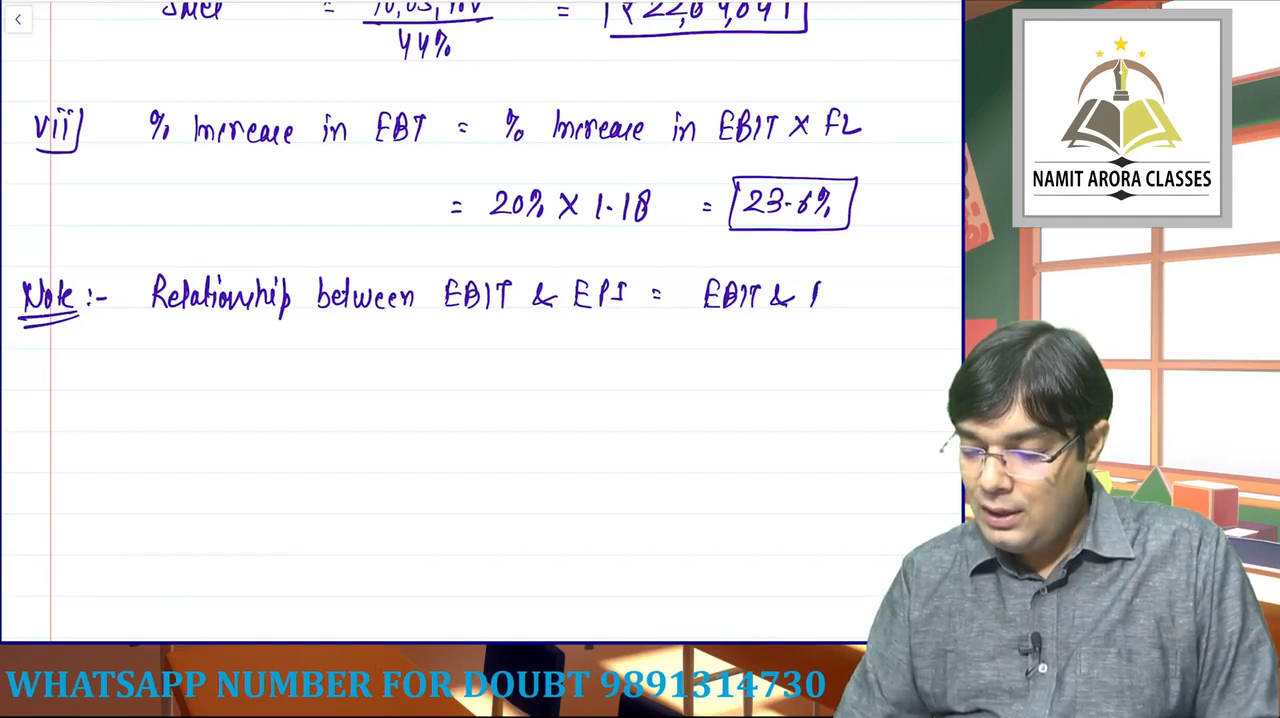 = = ₹22,
44%
vii) % Increase in EBT = % Increase in EBIT X FL
= 20% X 1.18 = 23.6%
Note :- Relationship between EBIT & EPS = EBIT &
NAMIT ARORA CLASSES
WHATSAPP NUMBER FOR DOUBT 9891314730